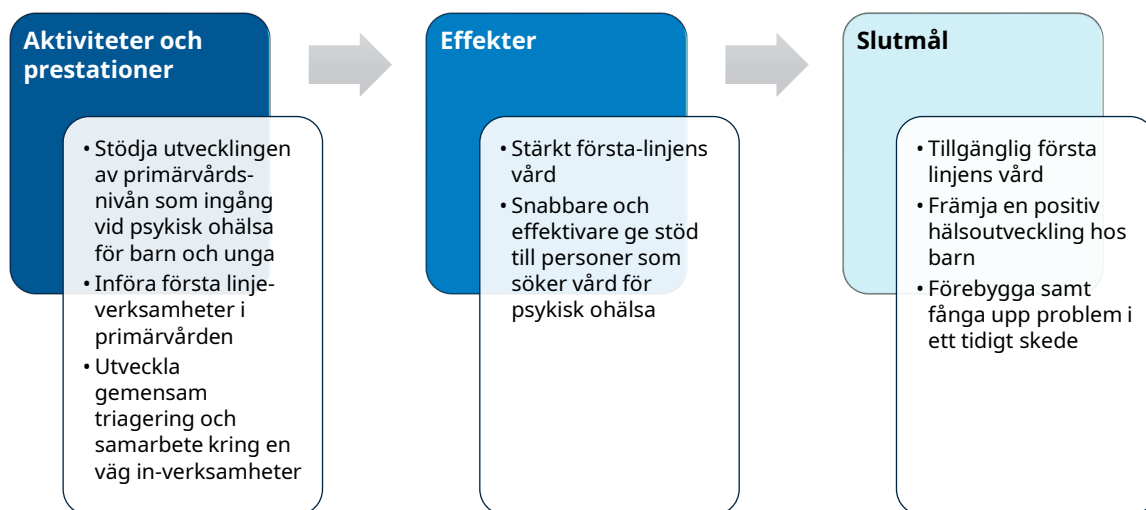 Aktiviteter och
prestationer
• Stödja utvecklingen
av primärvårds-
nivån som ingång
vid psykisk ohälsa
för barn och unga
• Införa första linje-
verksamheter i
primärvården
• Utveckla
gemensam
triagering och
samarbete kring en
väg in-verksamheter
Effekter
• Stärkt första-linjens
vård
• Snabbare och
effektivare ge stöd
till personer som
söker vård för
psykisk ohälsa
Slutmål
• Tillgänglig första
linjens vård
• Främja en positiv
hälsoutveckling hos
barn
• Förebygga samt
fånga upp problem i
ett tidigt skede